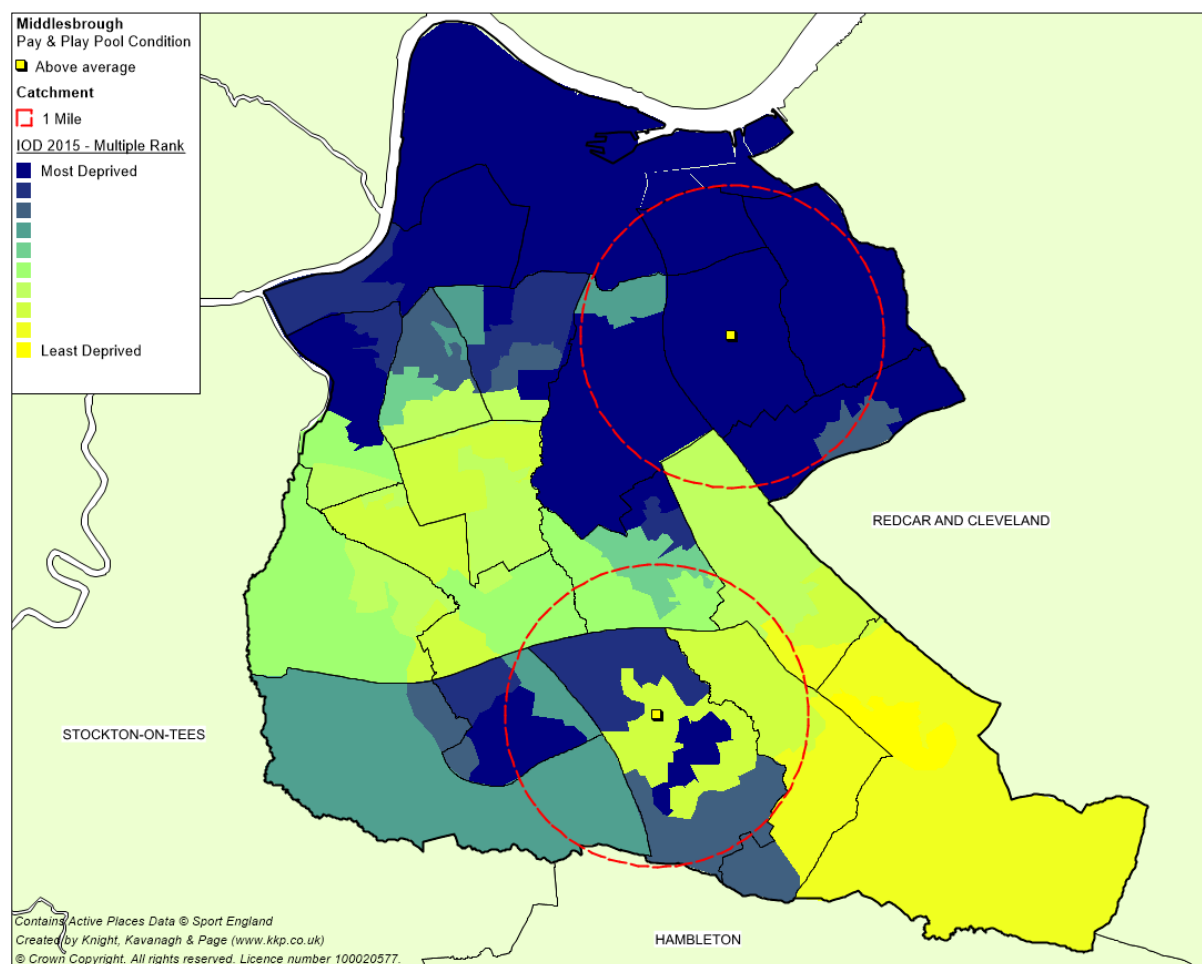 Middlesbrough
Pay & Play Pool Condition
Above average
Catchment
1 Mile
IOD 2015 - Multiple Rank
Most Deprived
Least Deprived
REDCAR AND CLEVELAND
STOCKTON-ON-TEES
HAMBLETON
Contains Active Places Data © Sport England
Created by Knight, Kavanagh & Page (www.kkp.co.uk)
© Crown Copyright. All rights reserved. Licence number 100020577.